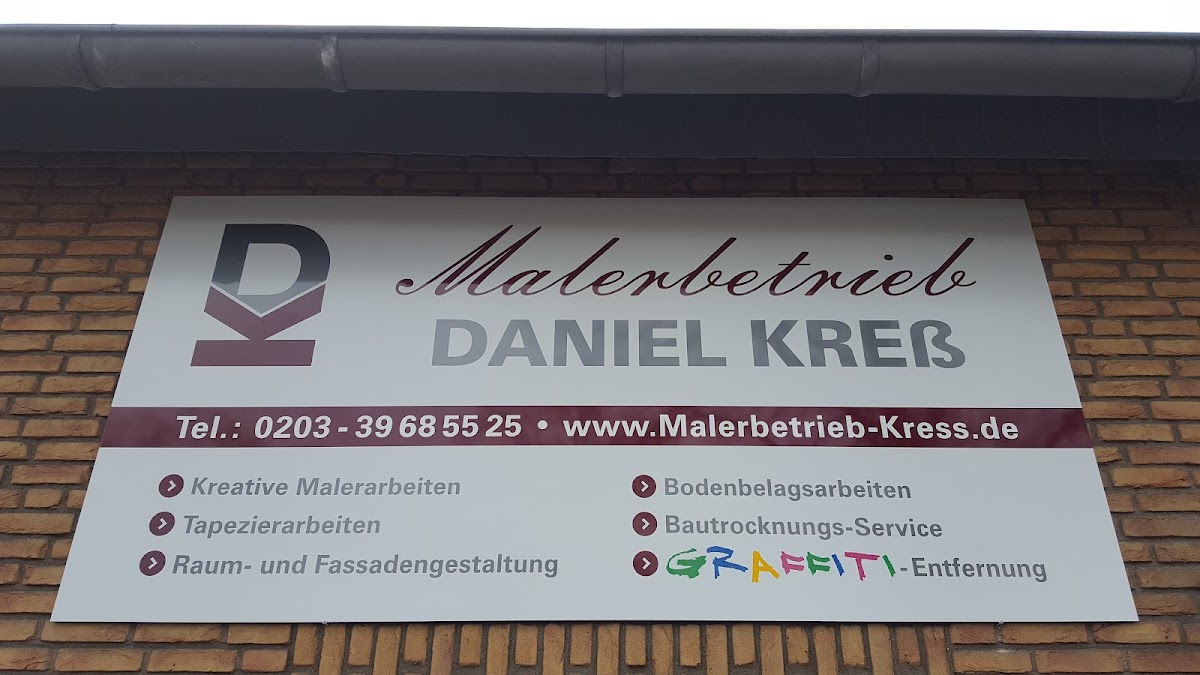 DK
Malerbetrieb
DANIEL KREß
Tel.: 0203 - 39 68 55 25 • www.Malerbetrieb-Kress.de
Kreative Malerarbeiten
Tapezierarbeiten
Raum- und Fassadengestaltung
Bodenbelagsarbeiten
Bautrocknungs-Service
GRAFFITI-Entfernung